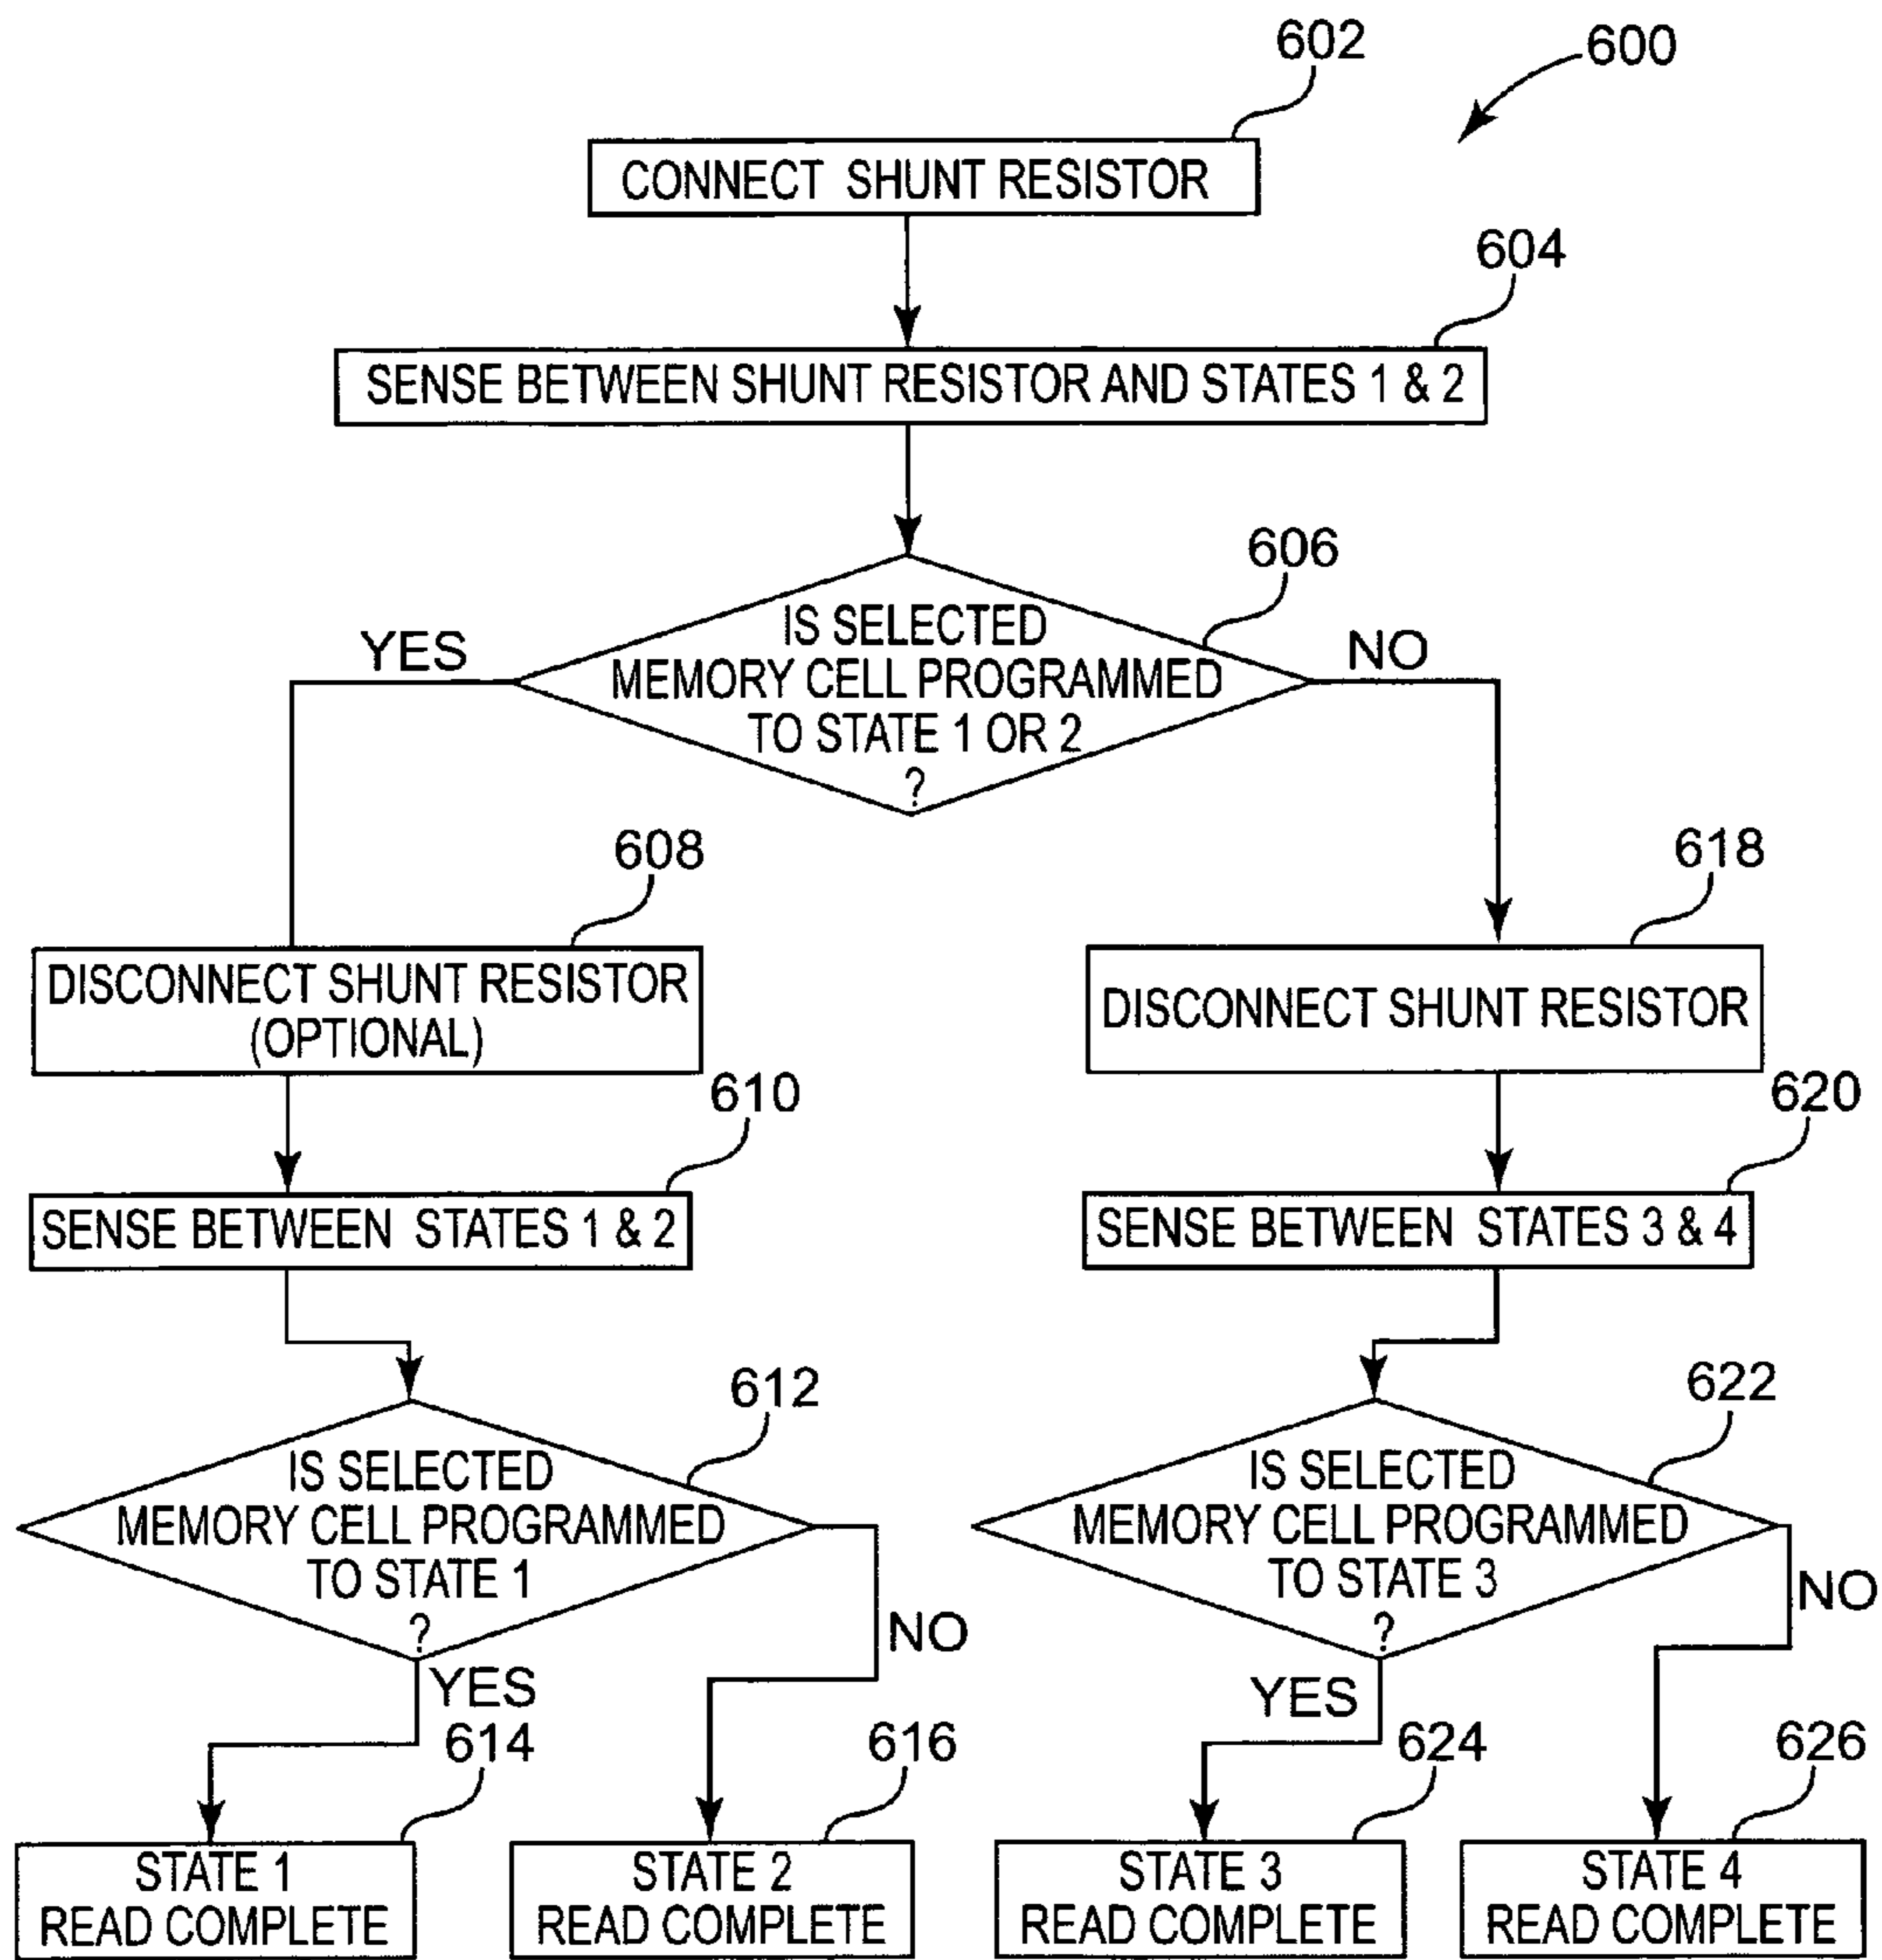 602
600
CONNECT SHUNT RESISTOR
604
SENSE BETWEEN SHUNT RESISTOR AND STATES 1 & 2
606
IS SELECTED
MEMORY CELL PROGRAMMED
TO STATE 1 OR 2
?
YES
NO
608
DISCONNECT SHUNT RESISTOR
(OPTIONAL)
618
DISCONNECT SHUNT RESISTOR
610
SENSE BETWEEN STATES 1 & 2
620
SENSE BETWEEN STATES 3 & 4
612
IS SELECTED
MEMORY CELL PROGRAMMED
TO STATE 1
?
YES
NO
622
IS SELECTED
MEMORY CELL PROGRAMMED
TO STATE 3
?
YES
NO
614
STATE 1
READ COMPLETE
616
STATE 2
READ COMPLETE
624
STATE 3
READ COMPLETE
626
STATE 4
READ COMPLETE